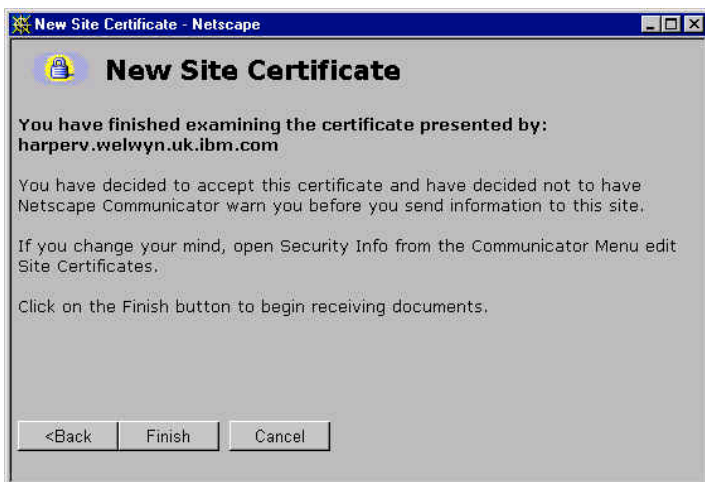 New Site Certificate - Netscape
New Site Certificate
You have finished examining the certificate presented by:
harperv.welwyn.uk.ibm.com
You have decided to accept this certificate and have decided not to have
Netscape Communicator warn you before you send information to this site.
If you change your mind, open Security Info from the Communicator Menu edit
Site Certificates.
Click on the Finish button to begin receiving documents.
<Back Finish Cancel